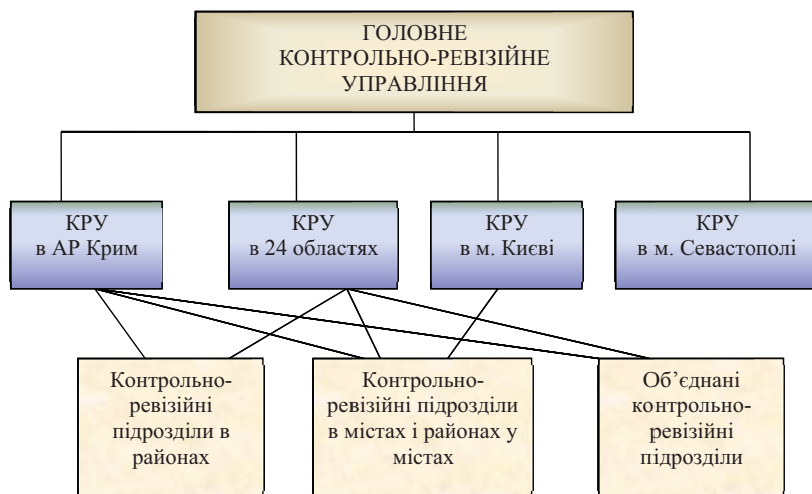 ГОЛОВНЕ
КОНТРОЛЬНО-РЕВІЗІЙНЕ
УПРАВЛІННЯ
КРУ
в АР Крим
КРУ
в 24 областях
КРУ
в м. Києві
КРУ
в м. Севастополі
Контрольно-
ревізійні
підрозділи в
районах
Контрольно-
ревізійні підрозділи
в містах і районах у
містах
Об’єднані
контрольно-
ревізійні
підрозділи